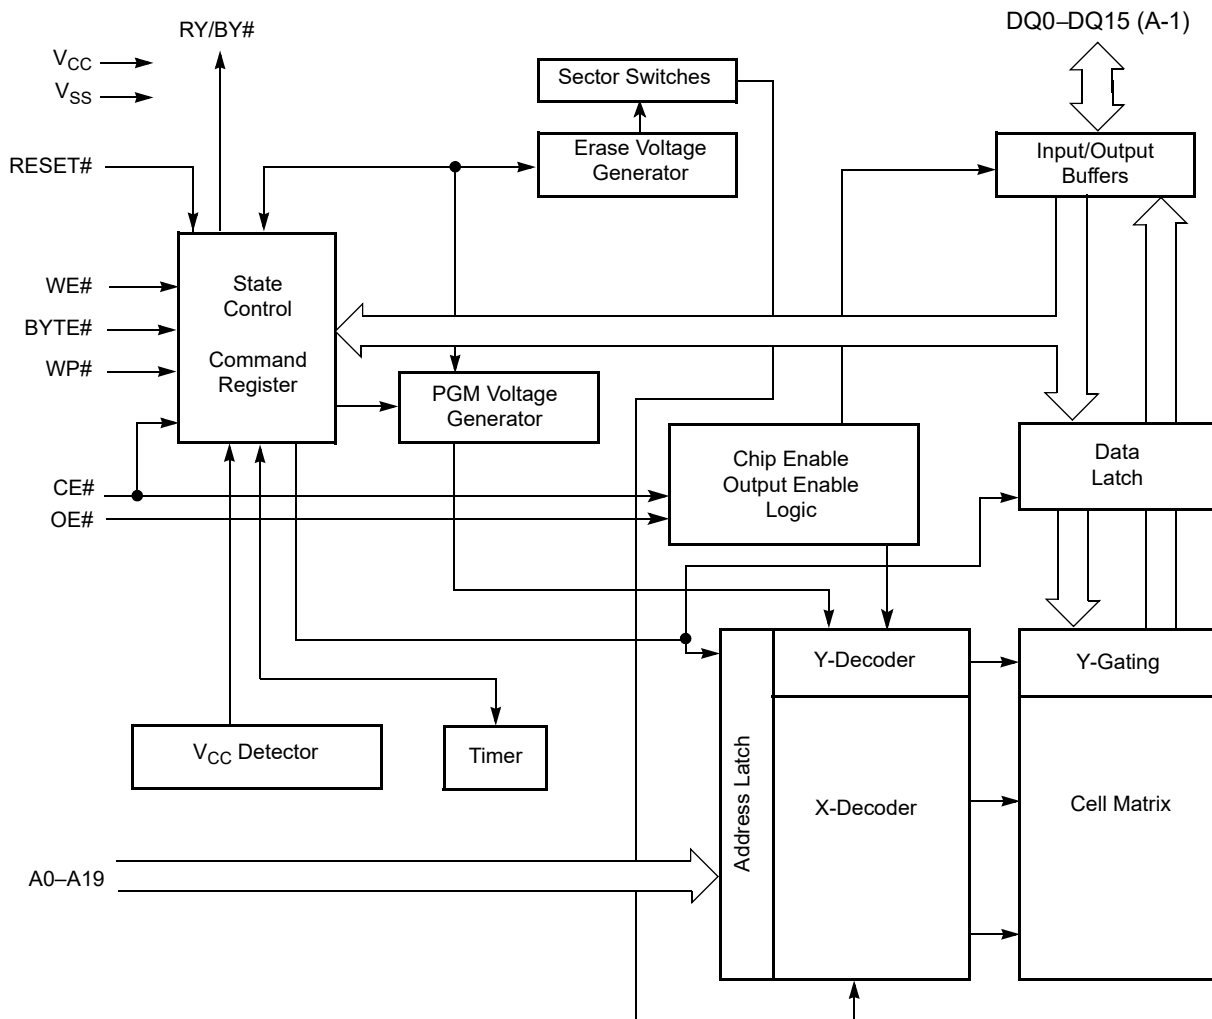 RY/BY#
DQ0–DQ15 (A-1)
VCC
VSS
Sector Switches
Erase Voltage
Generator
Input/Output
Buffers
RESET#
WE#
BYTE#
WP#
State
Control
Command
Register
PGM Voltage
Generator
Chip Enable
Output Enable
Logic
Data
Latch
CE#
OE#
Y-Decoder
Y-Gating
VCC Detector
Timer
Address Latch
X-Decoder
Cell Matrix
A0–A19